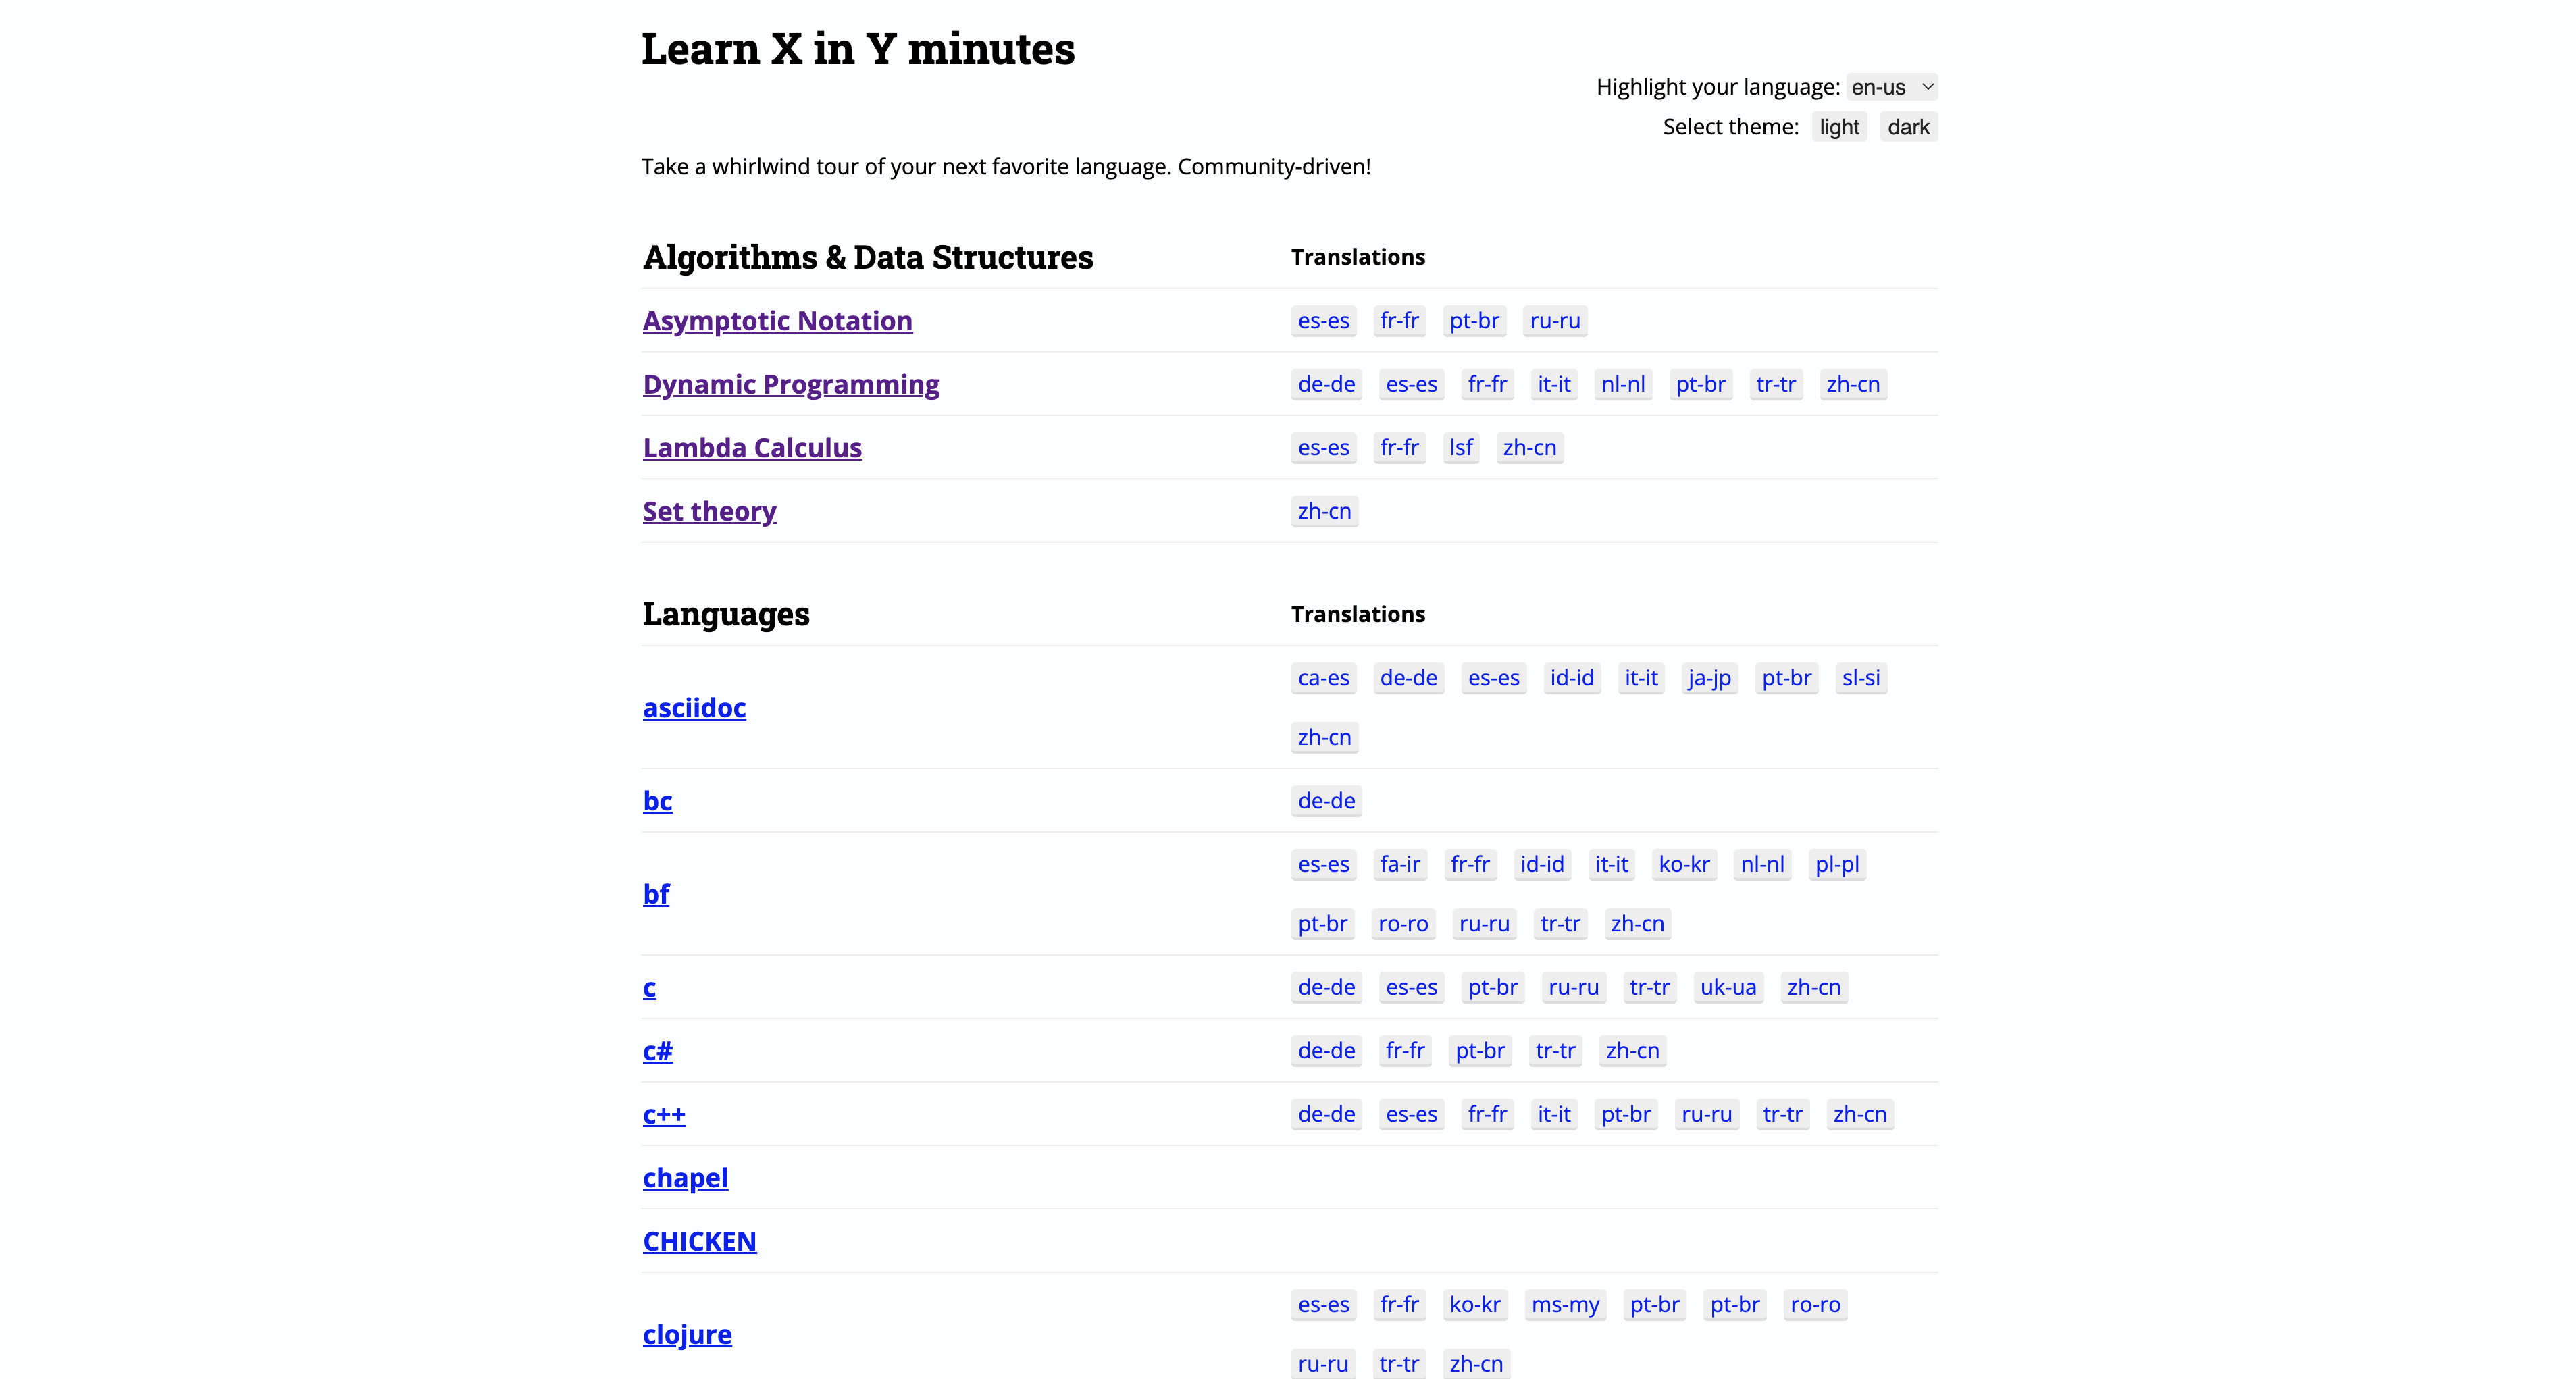 Learn X in Y minutes
Highlight your language: en-us
Select theme: light dark
Take a whirlwind tour of your next favorite language. Community-driven!
Algorithms & Data Structures Translations
Asymptotic Notation es-es fr-fr pt-br ru-ru
Dynamic Programming de-de es-es fr-fr it-it nl-nl pt-br tr-tr zh-cn
Lambda Calculus es-es fr-fr lsf zh-cn
Set theory zh-cn
Languages Translations
asciidoc ca-es de-de es-es id-id it-it ja-jp pt-br sl-si
zh-cn
bc de-de
bf es-es fa-ir fr-fr id-id it-it ko-kr nl-nl pl-pl
pt-br ro-ro ru-ru tr-tr zh-cn
c de-de es-es pt-br ru-ru tr-tr uk-ua zh-cn
c# de-de fr-fr pt-br tr-tr zh-cn
c++ de-de es-es fr-fr it-it pt-br ru-ru tr-tr zh-cn
chapel
CHICKEN
clojure es-es fr-fr ko-kr ms-my pt-br pt-br ro-ro
ru-ru tr-tr zh-cn